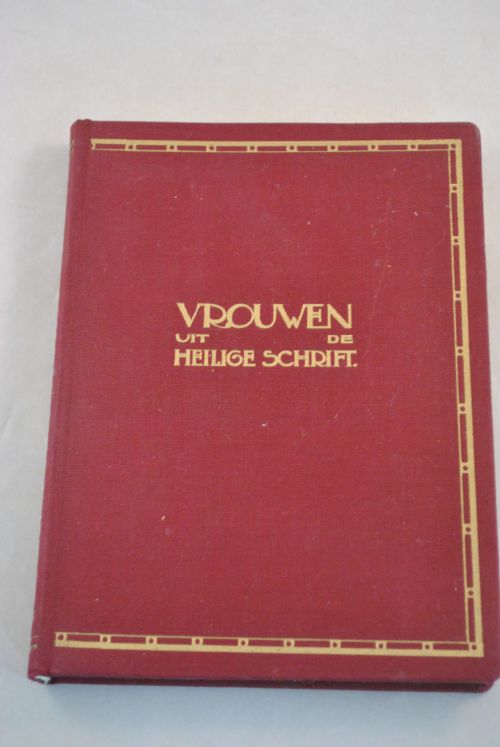 VROUWEN
UIT DE
HEILIGE SCHRIFT.